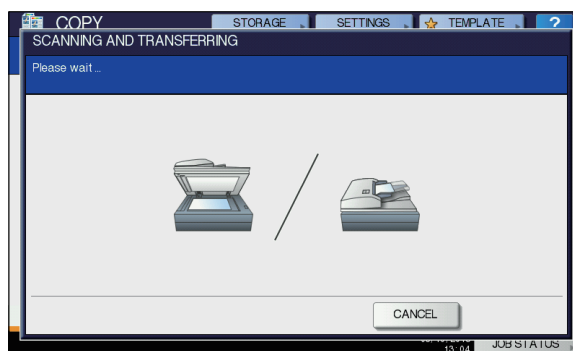 COPY
STORAGE
SETTINGS
TEMPLATE
?
SCANNING AND TRANSFERRING
Please wait ...
CANCEL
13:04
JOB STATUS